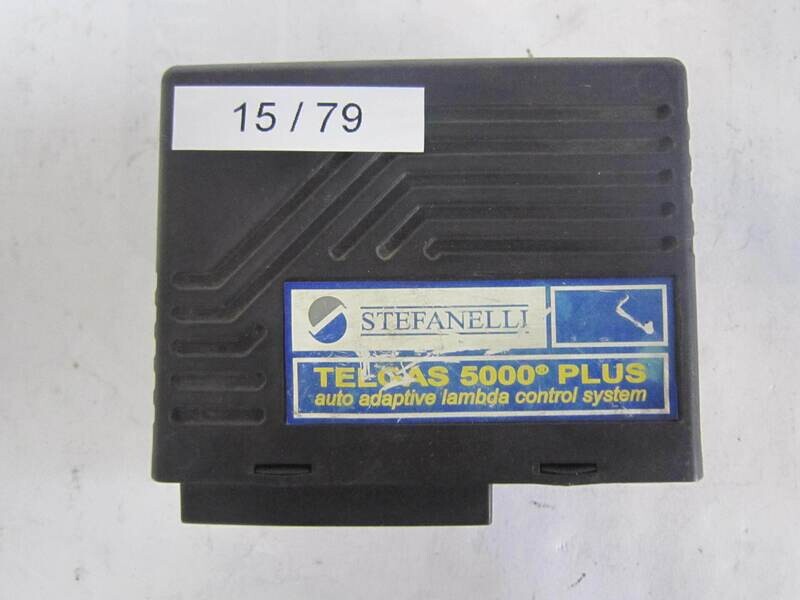 15 / 79
STEFANELLI
TELGAS 5000® PLUS
auto adaptive lambda control system